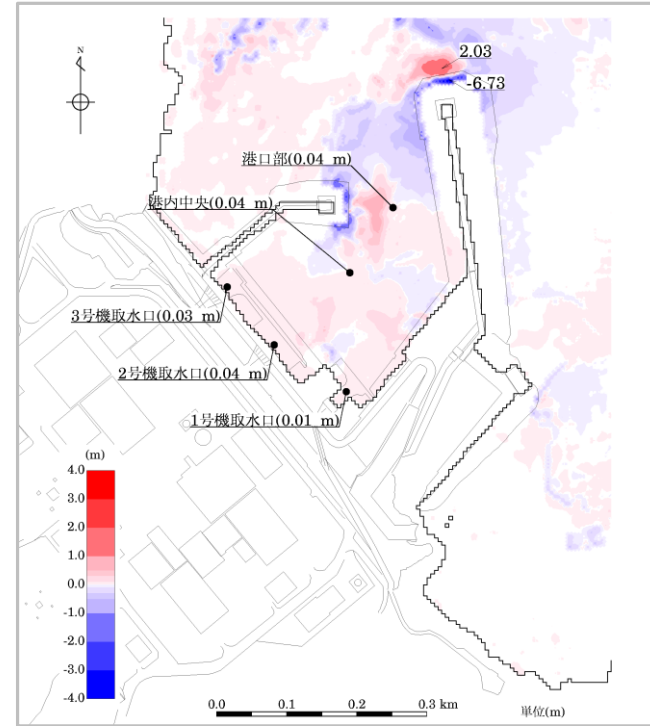 N
2.03
-6.73
港口部(0.04 m)
港内中央(0.04 m)
3号機取水口(0.03 m)
2号機取水口(0.04 m)
1号機取水口(0.01 m)
(m)
4.0
3.0
2.0
1.0
0.0
-1.0
-2.0
-3.0
-4.0
0.0 0.1 0.2 0.3 km
単位(m)